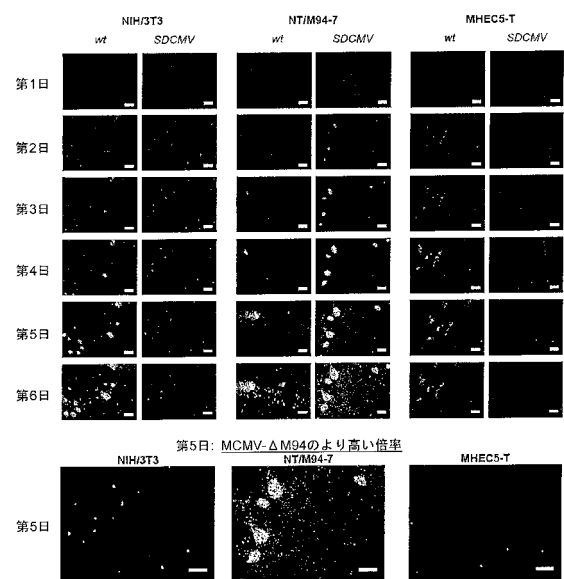 NIH/3T3 NT/M94-7 MHEC5-T
wt SDCMV wt SDCMV wt SDCMV
第1日
第2日
第3日
第4日
第5日
第6日
第5日: MCMV-ΔM94のより高い倍率
NIH/3T3 NT/M94-7 MHEC5-T
第5日